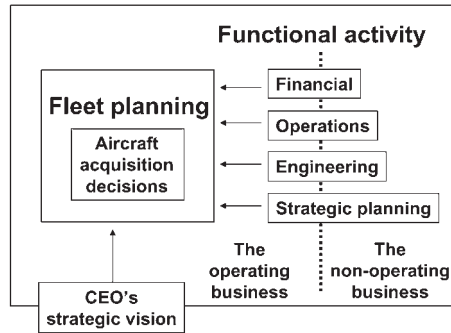 Functional activity
Fleet planning
Aircraft
acquisition
decisions
Financial
Operations
Engineering
Strategic planning
The
operating
business
The
non-operating
business
CEO's
strategic vision